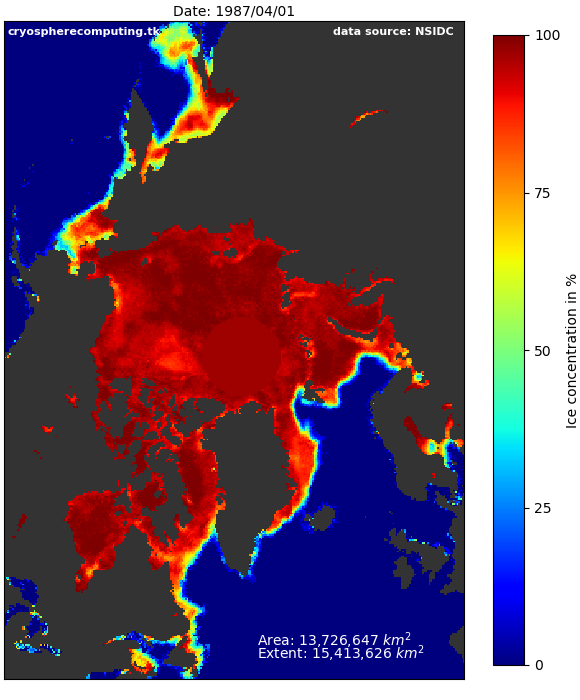 Date: 1987/04/01
cryospherecomputing.tk
data source: NSIDC
100
75
50
25
0
Ice concentration in %
Area: 13,726,647 km²
Extent: 15,413,626 km²